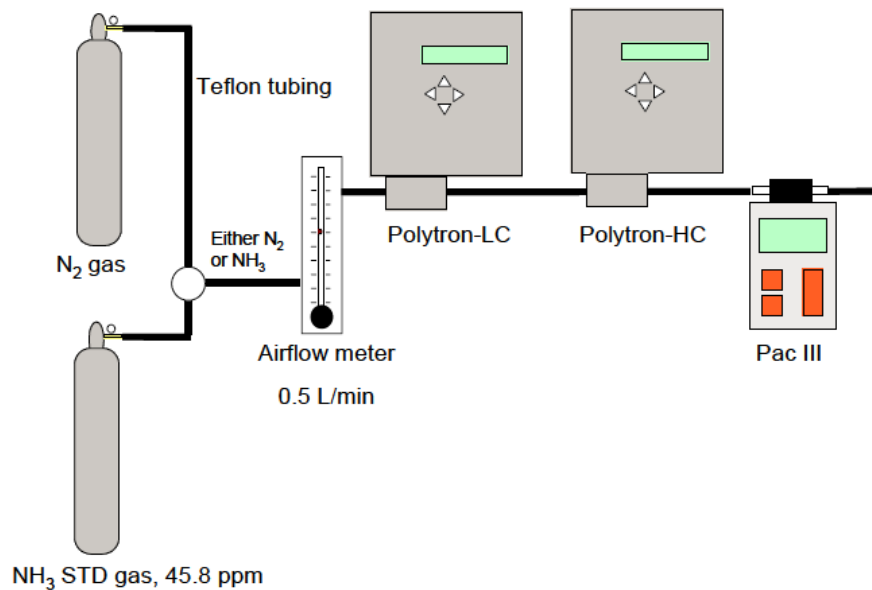 Teflon tubing
Polytron-LC
Polytron-HC
Either N₂
or NH₃
N₂ gas
Airflow meter
0.5 L/min
Pac III
NH₃ STD gas, 45.8 ppm